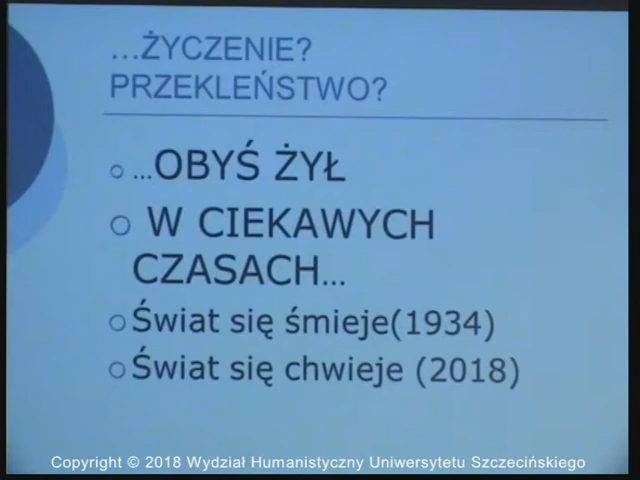 ...ŻYCZENIE?
PRZEKLEŃSTWO?
...OBYŚ ŻYŁ
W CIEKAWYCH
CZASACH...
Świat się śmieje(1934)
Świat się chwieje (2018)
Copyright © 2018 Wydział Humanistyczny Uniwersytetu Szczecińskiego